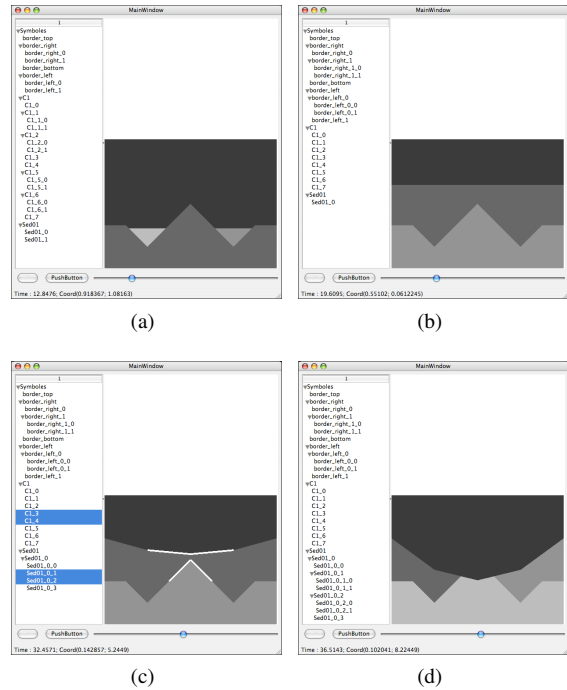 MainWindow
1
▼Symboles
border_top
▼border_right
border_right_0
border_right_1
border_bottom
▼border_left
border_left_0
border_left_1
▼C1
C1_0
▼C1_1
C1_1_0
C1_1_1
▼C1_2
C1_2_0
C1_2_1
C1_3
C1_4
▼C1_5
C1_5_0
C1_5_1
▼C1_6
C1_6_0
C1_6_1
C1_7
▼Sed01
Sed01_0
Sed01_1
PushButton
Time : 12.8476; Coord(0.918367; 1.08163)
(a)
MainWindow
1
▼Symboles
border_top
▼border_right
border_right_0
▼border_right_1
border_right_1_0
border_right_1_1
border_bottom
▼border_left
▼border_left_0
border_left_0_0
border_left_0_1
border_left_1
▼C1
C1_0
C1_1
C1_2
C1_3
C1_4
C1_5
C1_6
C1_7
▼Sed01
Sed01_0
PushButton
Time : 19.6095; Coord(0.55102; 0.0612245)
(b)
MainWindow
1
▼Symboles
border_top
▼border_right
border_right_0
▼border_right_1
border_right_1_0
border_right_1_1
border_bottom
▼border_left
▼border_left_0
border_left_0_0
border_left_0_1
border_left_1
▼C1
C1_0
C1_1
C1_2
C1_3
C1_4
C1_5
C1_6
C1_7
▼Sed01
▼Sed01_0
Sed01_0_0
Sed01_0_1
Sed01_0_2
Sed01_0_3
PushButton
Time : 32.4571; Coord(0.142857; 5.2449)
(c)
MainWindow
1
▼Symboles
border_top
▼border_right
border_right_0
▼border_right_1
border_right_1_0
border_right_1_1
border_bottom
▼border_left
▼border_left_0
border_left_0_0
border_left_0_1
border_left_1
▼C1
C1_0
C1_1
C1_2
C1_3
C1_4
C1_5
C1_6
C1_7
▼Sed01
▼Sed01_0
Sed01_0_0
▼Sed01_0_1
Sed01_0_1_0
Sed01_0_1_1
▼Sed01_0_2
Sed01_0_2_0
Sed01_0_2_1
Sed01_0_3
PushButton
Time : 36.5143; Coord(0.102041; 8.22449)
(d)